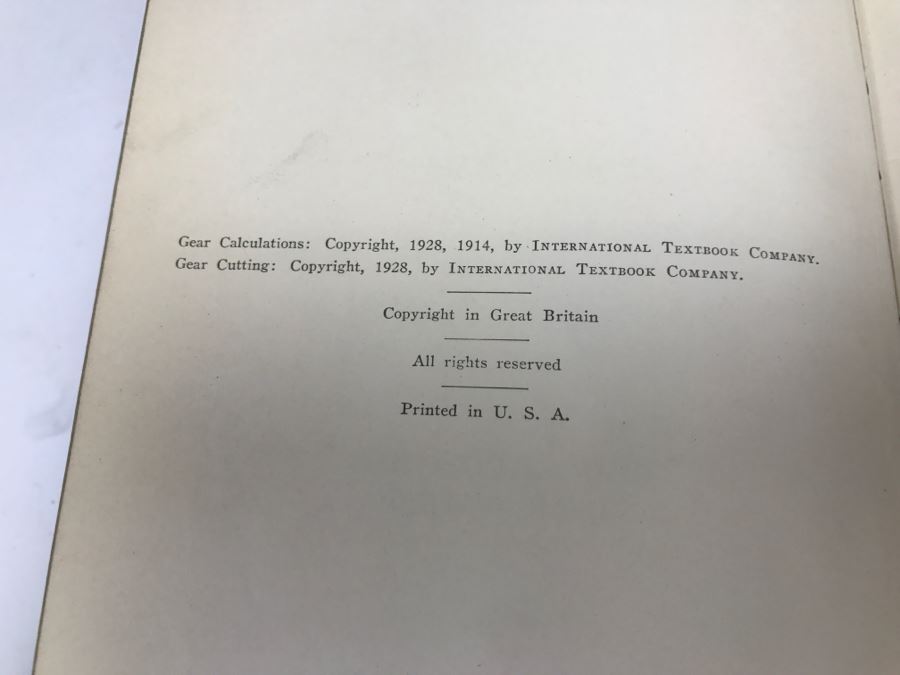 Gear Calculations: Copyright, 1928, 1914, by INTERNATIONAL TEXTBOOK COMPANY.
Gear Cutting: Copyright, 1928, by INTERNATIONAL TEXTBOOK COMPANY.
Copyright in Great Britain
All rights reserved
Printed in U. S. A.